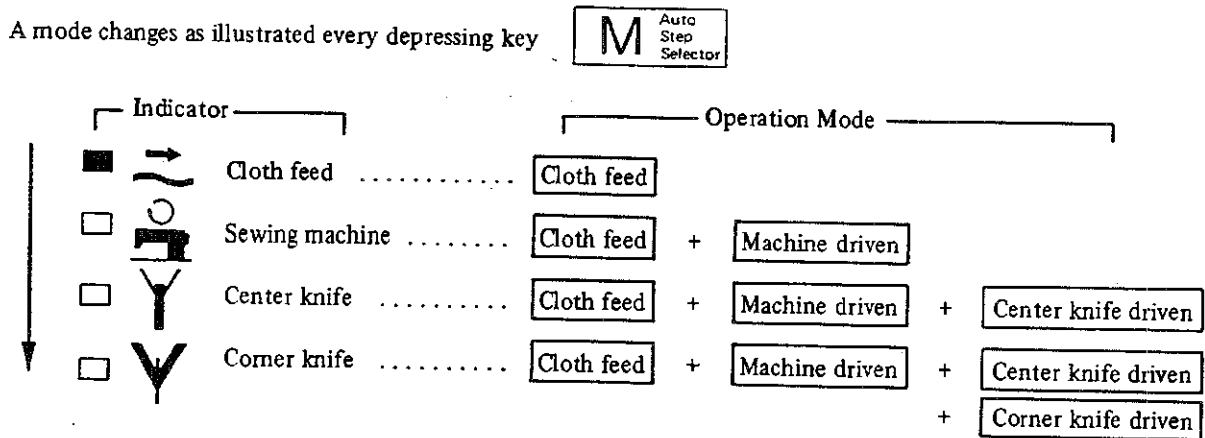 A mode changes as illustrated every depressing key M Auto
Step
Selector
Indicator Operation Mode
Cloth feed ............ Cloth feed
Sewing machine ........ Cloth feed + Machine driven
Center knife .......... Cloth feed + Machine driven + Center knife driven
Corner knife .......... Cloth feed + Machine driven + Center knife driven
+ Corner knife driven